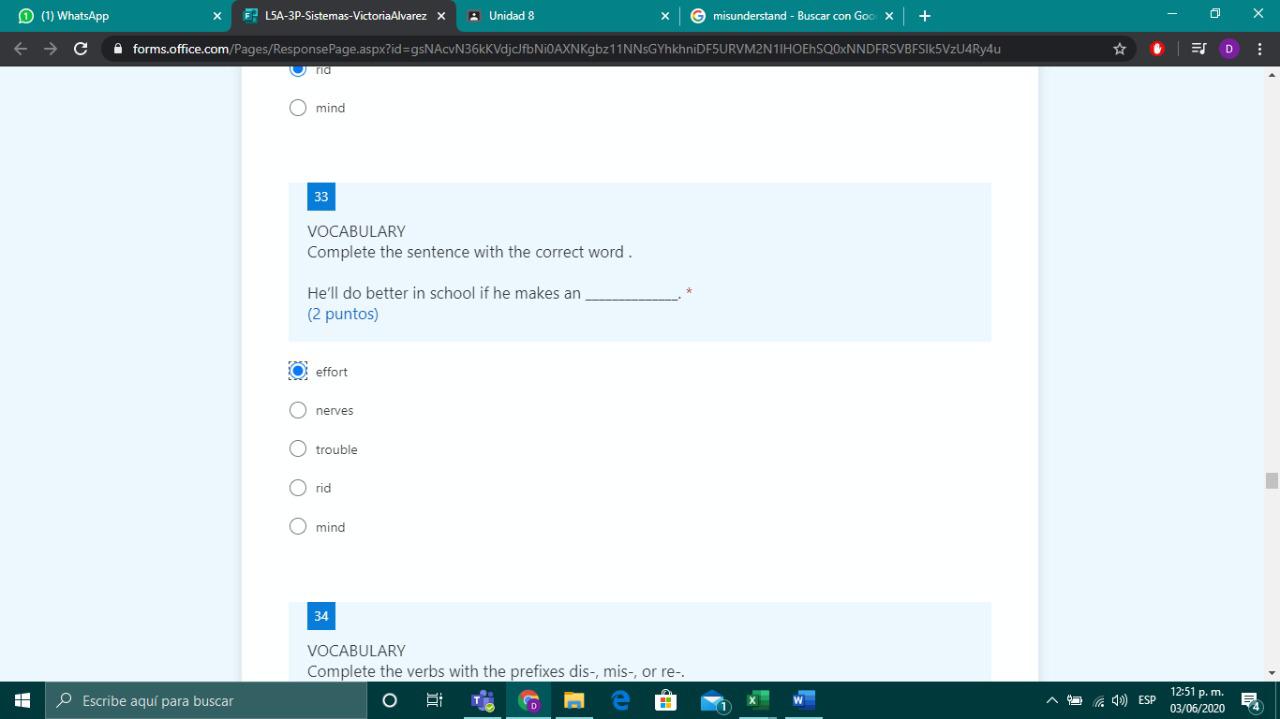 (1) WhatsApp
L5A-3P-Sistemas-VictoriaAlvarez
Unidad 8
misunderstand - Buscar con Goo
forms.office.com/Pages/ResponsePage.aspx?id=gsNAcvN36kKVdjcJfbNi0AXNKgbz11NNsGYhkhniDF5URVM2N1lHOEhSQ0xNNDFRSVBFSlk5VzU4Ry4u
D
rid
mind
33
VOCABULARY
Complete the sentence with the correct word .
He'll do better in school if he makes an ______________. *
(2 puntos)
effort
nerves
trouble
rid
mind
34
VOCABULARY
Complete the verbs with the prefixes dis-, mis-, or re-.
Escribe aquí para buscar
ESP
12:51 p. m.
03/06/2020